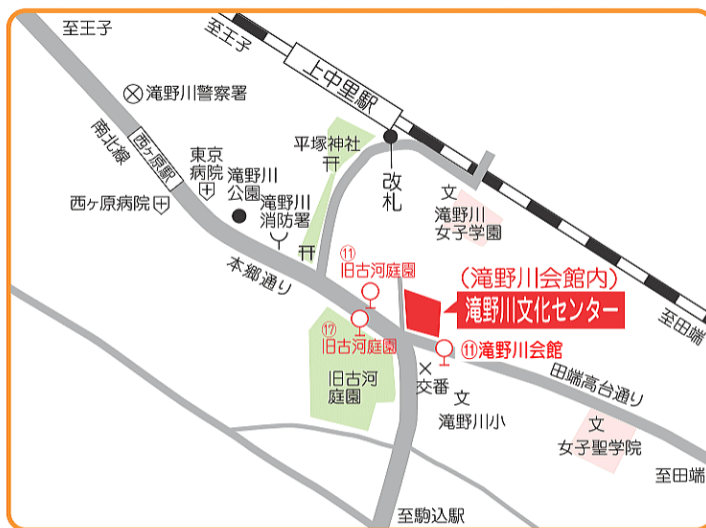 至王子
至王子
上中里駅
滝野川警察署
南北線
西ヶ原駅
東京
病院
平塚神社
改札
滝野川
公園
西ヶ原病院
滝野川
消防署
文
滝野川
女子学園
本郷通り
⑪
旧古河庭園
(滝野川会館内)
滝野川文化センター
至田端
⑰
旧古河庭園
⑪滝野川会館
旧古河
庭園
交番
田端高台通り
文
滝野川小
文
女子聖学院
至田端
至駒込駅